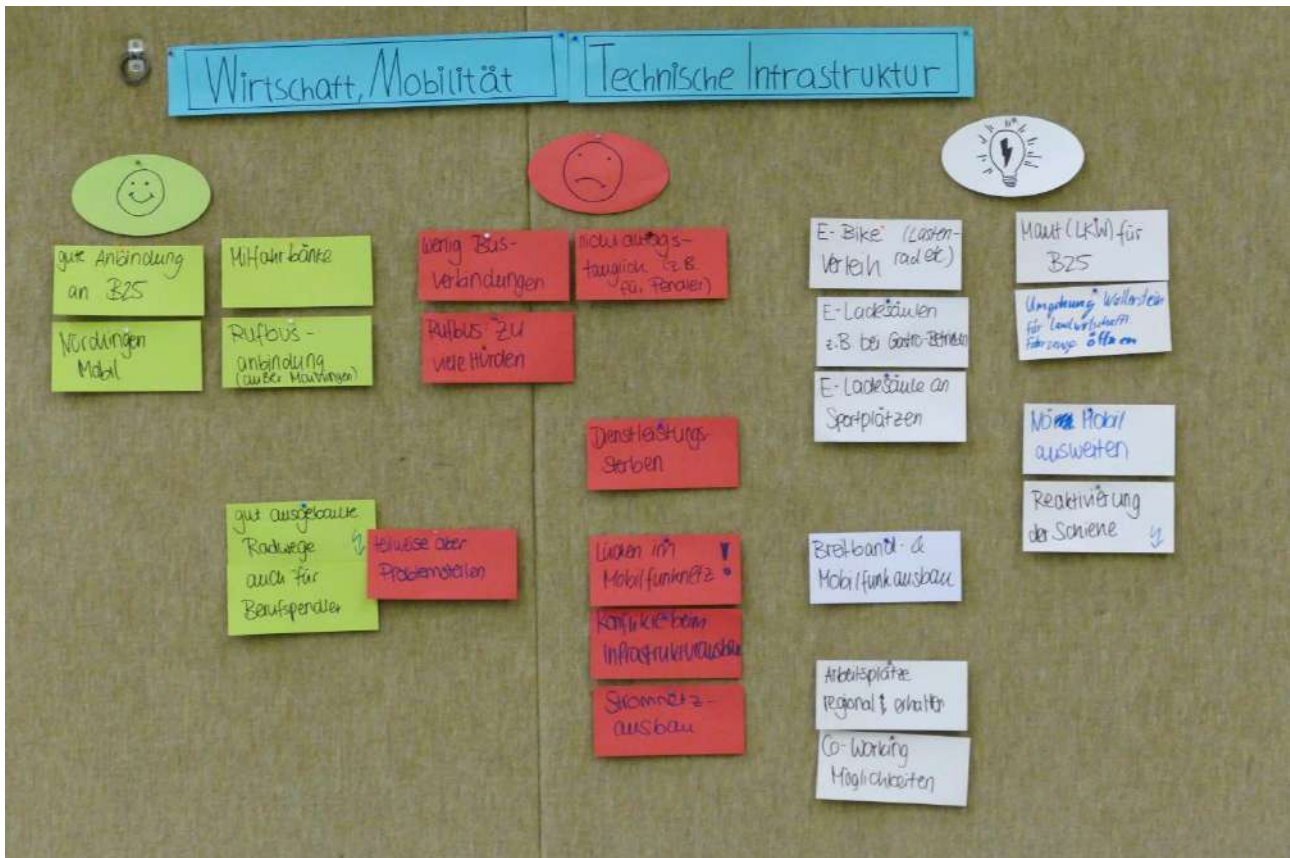 Wirtschaft, Mobilität
Technische Infrastruktur
gute Anbindung
an B25
Nördlingen
Mobil
Mitfahrbänke
Rufbus-
anbindung
(außer Maihingen)
gut ausgebaute
Radwege
auch für
Berufspendler
wenig Bus-
verbindungen
nicht alltags-
tauglich (z.B.
für Pendler)
Rufbus: zu
viele Hürden
Dienstleistungs-
sterben
teilweise aber
Problemstellen
Lücken im
Mobilfunknetz !
Konflikte beim
Infrastrukturausbau
Stromnetz-
ausbau
E-Bike (Lasten-
Verleih rad etc.)
E-Ladesäulen
z.B bei Gastro-Betrieben
E-Ladesäule an
Sportplätzen
Breitband- &
Mobilfunkausbau
Arbeitsplätze
regional erhalten
Co-Working
Möglichkeiten
Maut (LKW) für
B25
Umgehung Wallerstein
für landwirtschaftl.
Fahrzeuge öffnen
Mobil
ausweiten
Reaktivierung
der Schiene